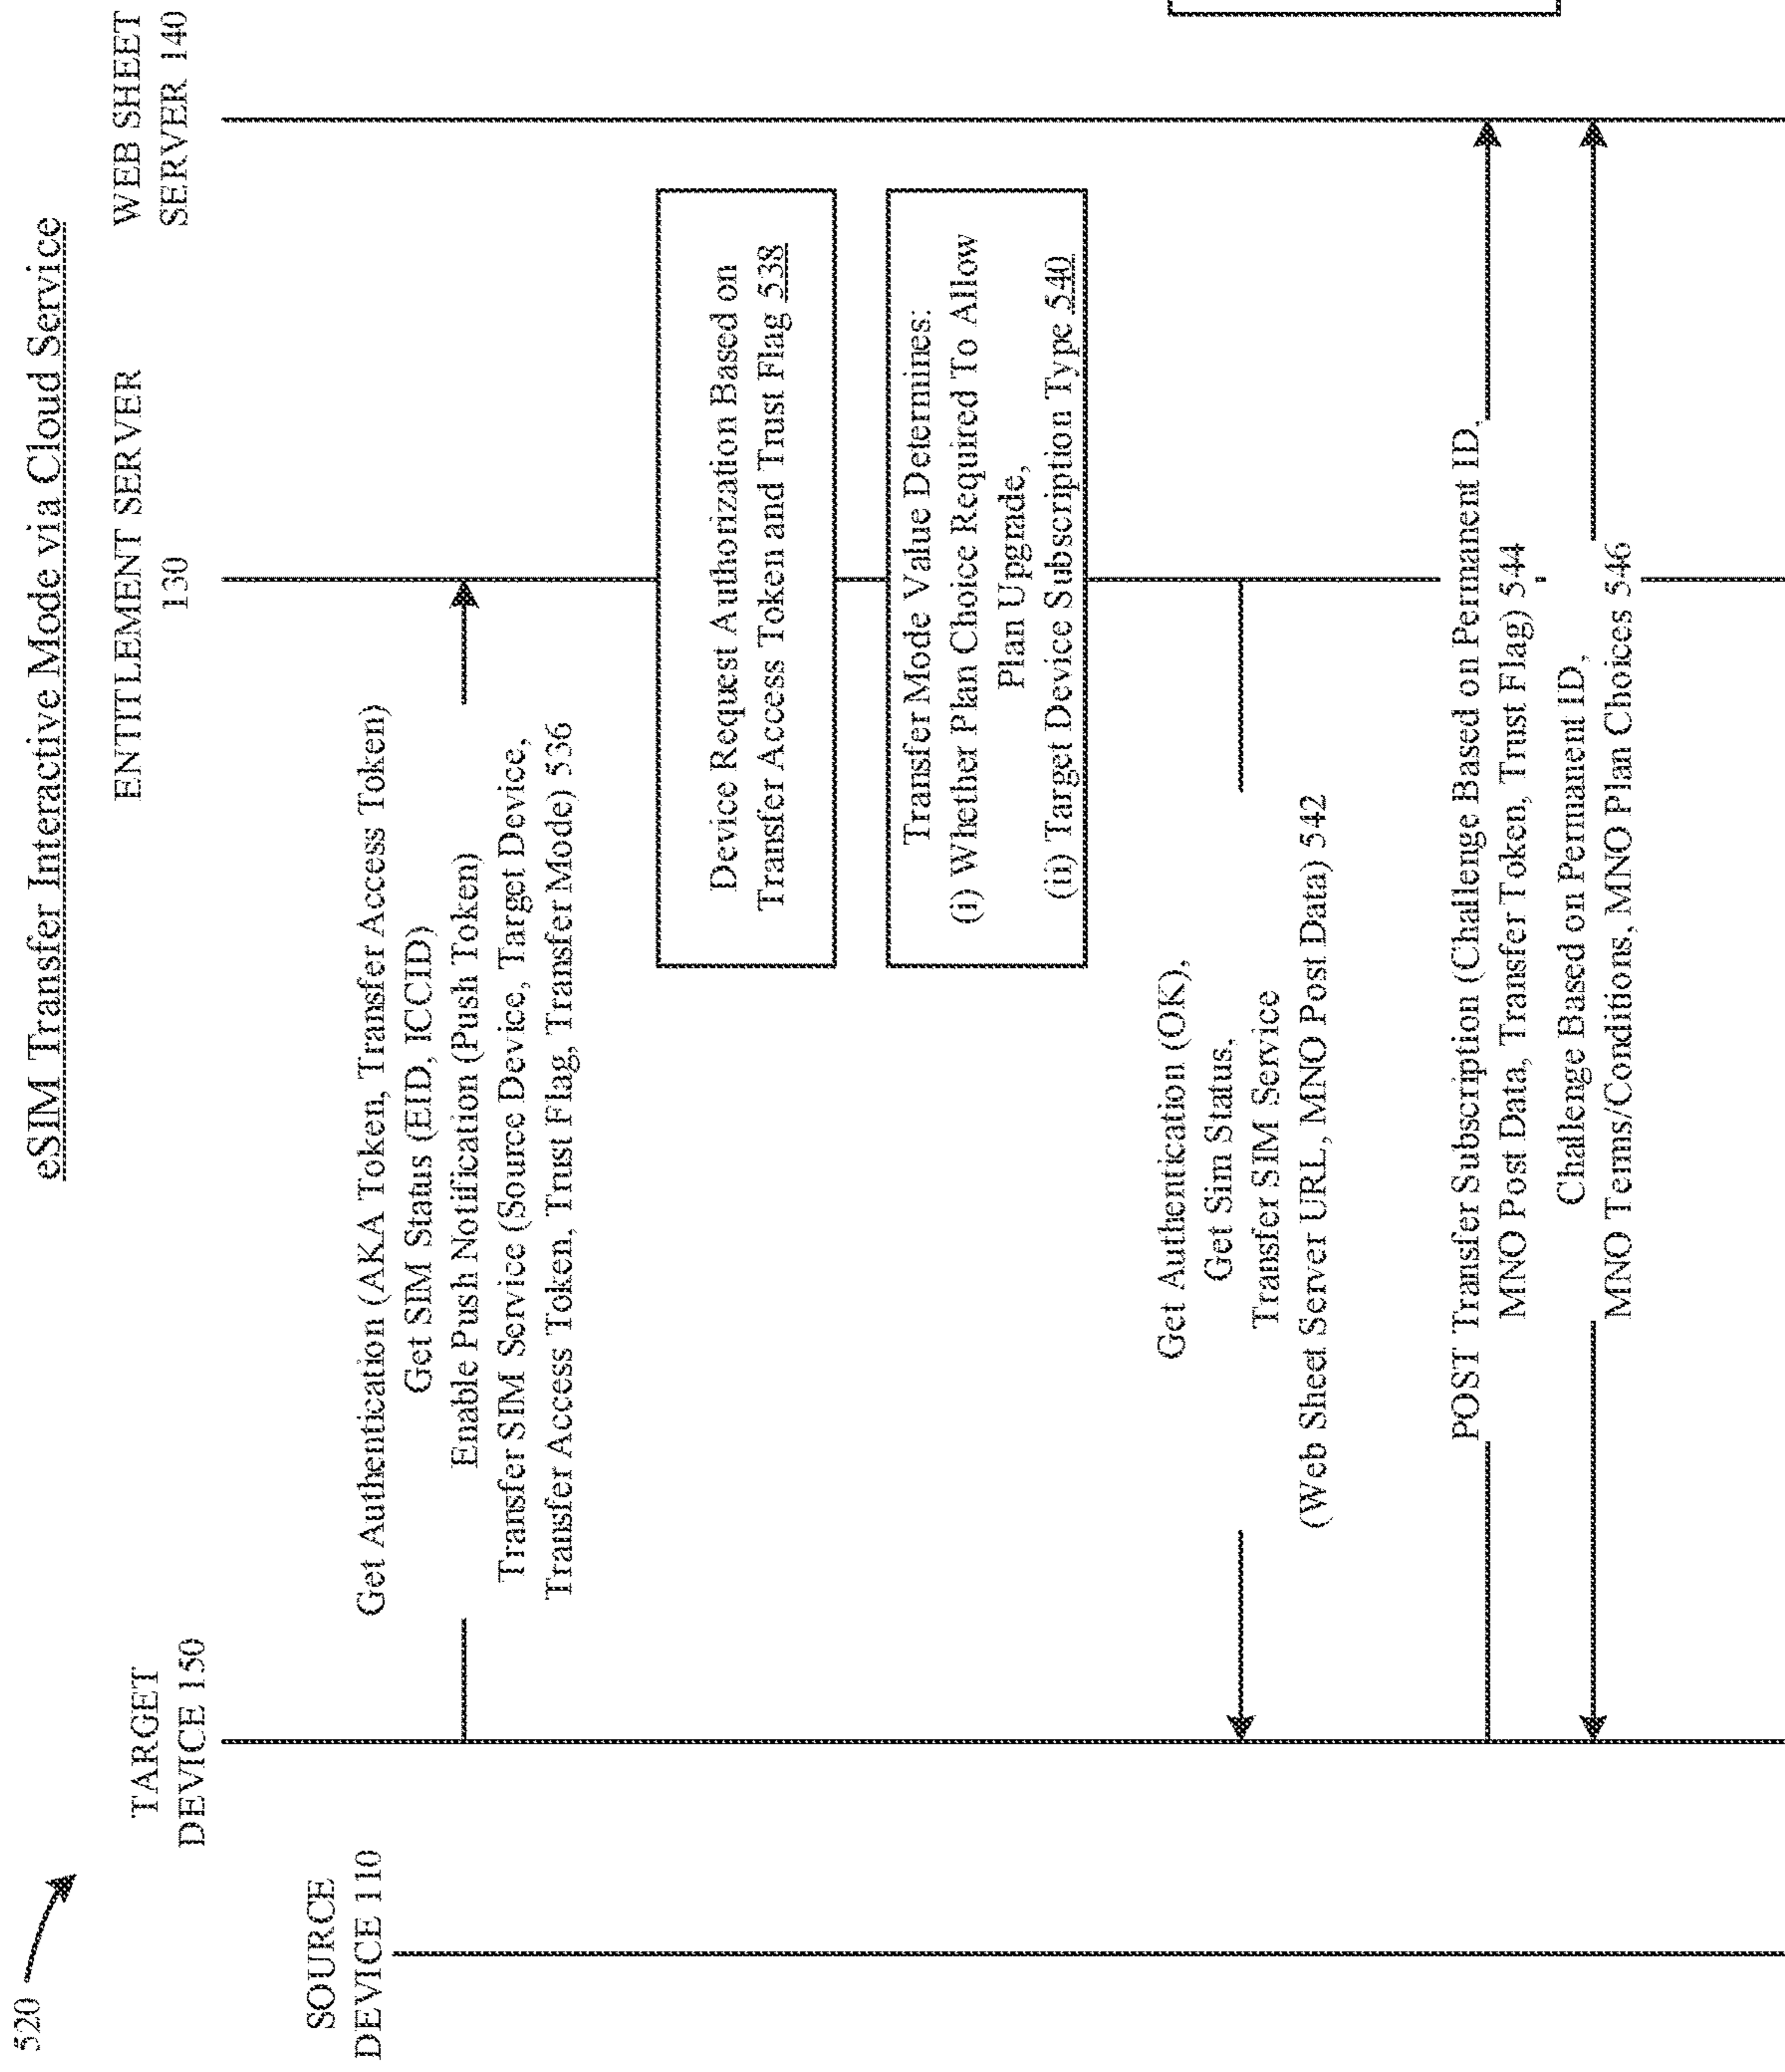 520
eSIM Transfer Interactive Mode via Cloud Service
SOURCE
DEVICE 110
TARGET
DEVICE 150
ENTITLEMENT SERVER
130
WEB SHEET
SERVER 140
Get Authentication (AKA Token, Transfer Access Token)
Get SIM Status (EID, ICCID)
Enable Push Notification (Push Token)
Transfer SIM Service (Source Device, Target Device,
Transfer Access Token, Trust Flag, Transfer Mode) 536
Device Request Authorization Based on
Transfer Access Token and Trust Flag 538
Transfer Mode Value Determines:
(i) Whether Plan Choice Required To Allow
Plan Upgrade,
(ii) Target Device Subscription Type 540
Get Authentication (OK),
Get Sim Status,
Transfer SIM Service
(Web Sheet Server URL, MNO Post Data) 542
POST Transfer Subscription (Challenge Based on Permanent ID,
MNO Post Data, Transfer Token, Trust Flag) 544
Challenge Based on Permanent ID,
MNO Terms/Conditions, MNO Plan Choices 546